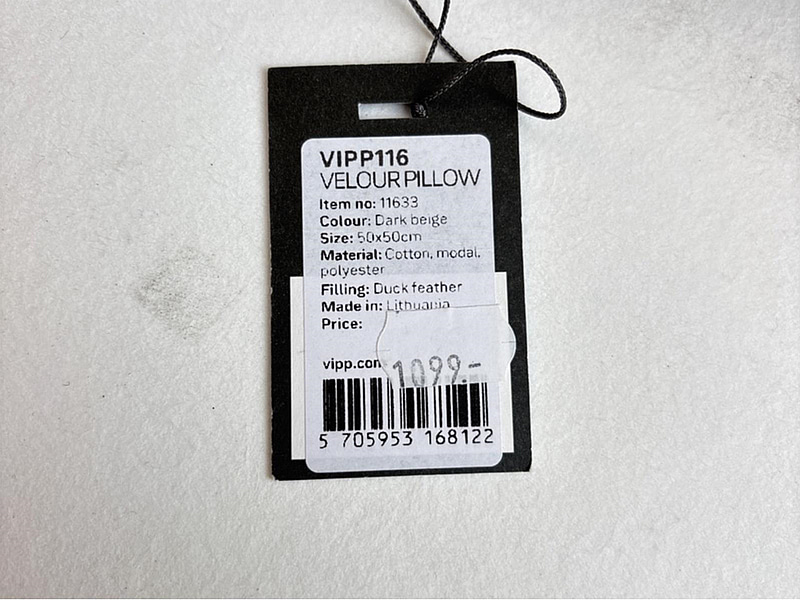 VIPP116
VELOUR PILLOW
Item no: 11633
Colour: Dark beige
Size: 50x50cm
Material: Cotton, modal,
polyester
Filling: Duck feather
Made in: Lithuania
Price:
vipp.com
1099.-
5 705953 168122